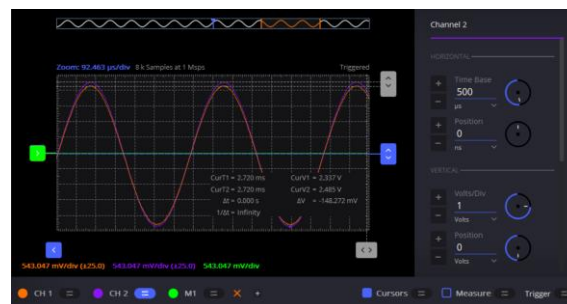 Channel 2
HORIZONTAL
Zoom: 92.463 µs/div 8 k Samples at 1 Msps Triggered
+ Time Base
500
− µs
+ Position
0
− ns
VERTICAL
CurT1 = 2,720 ms CurV1 = 2,337 V
CurT2 = 2,720 ms CurV2 = 2,485 V
Δt = 0.000 s ΔV = -148,272 mV
1/Δt = Infinity
+ Volts/Div
1
− Volts
+ Position
0
− Volts
543.047 mV/div (±25.0) 543.047 mV/div (±25.0) 543.047 mV/div
CH 1 CH 2 M1 X + Cursors Measure Trigger